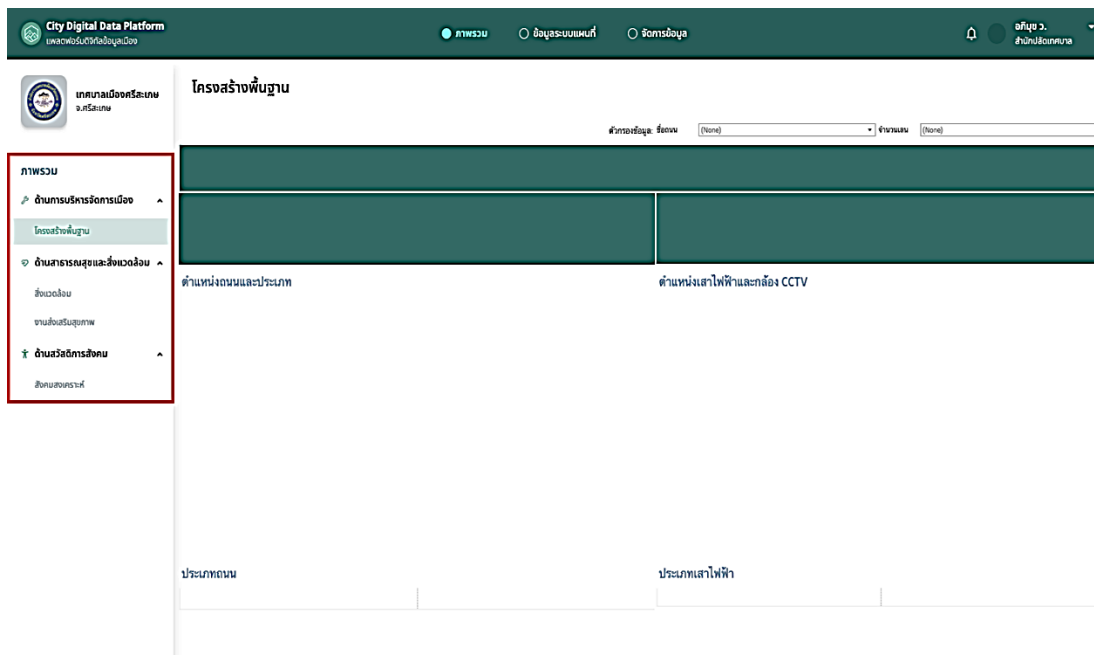 City Digital Data Platform
แพลตฟอร์มดิจิทัลข้อมูลเมือง
ภาพรวม
ข้อมูลระบบแผนที่
จัดการข้อมูล
อภิมุข ว.
สำนักปลัดเทศบาล
เทศบาลเมืองศรีสะเกษ
จ.ศรีสะเกษ
โครงสร้างพื้นฐาน
ตัวกรองข้อมูล: ชื่อถนน (None) จำนวนเลน (None)
ภาพรวม
ด้านการบริหารจัดการเมือง
โครงสร้างพื้นฐาน
ด้านสาธารณสุขและสิ่งแวดล้อม
สิ่งแวดล้อม
งานส่งเสริมสุขภาพ
ด้านสวัสดิการสังคม
สังคมสงเคราะห์
ตำแหน่งถนนและประเภท
ตำแหน่งเสาไฟฟ้าและกล้อง CCTV
ประเภทถนน
ประเภทเสาไฟฟ้า